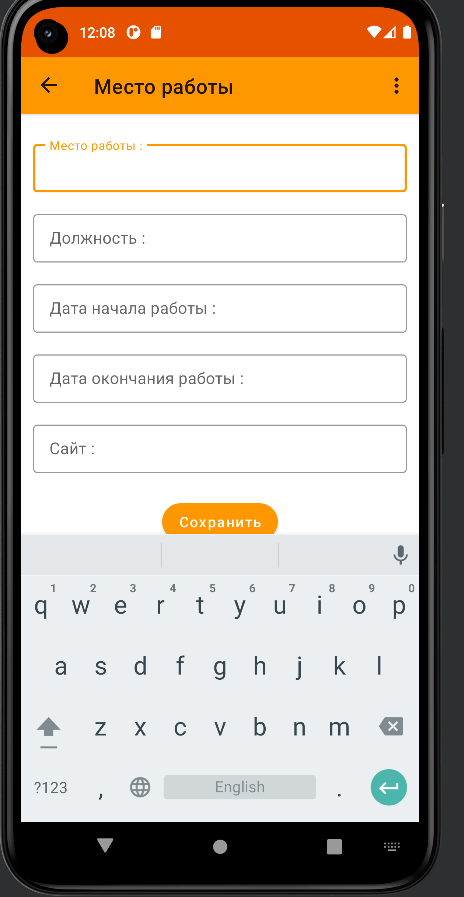 12:08
Место работы
Место работы :
Должность :
Дата начала работы :
Дата окончания работы :
Сайт :
Сохранить
1 2 3 4 5 6 7 8 9 0
q w e r t y u i o p
a s d f g h j k l
z x c v b n m
?123 , English .